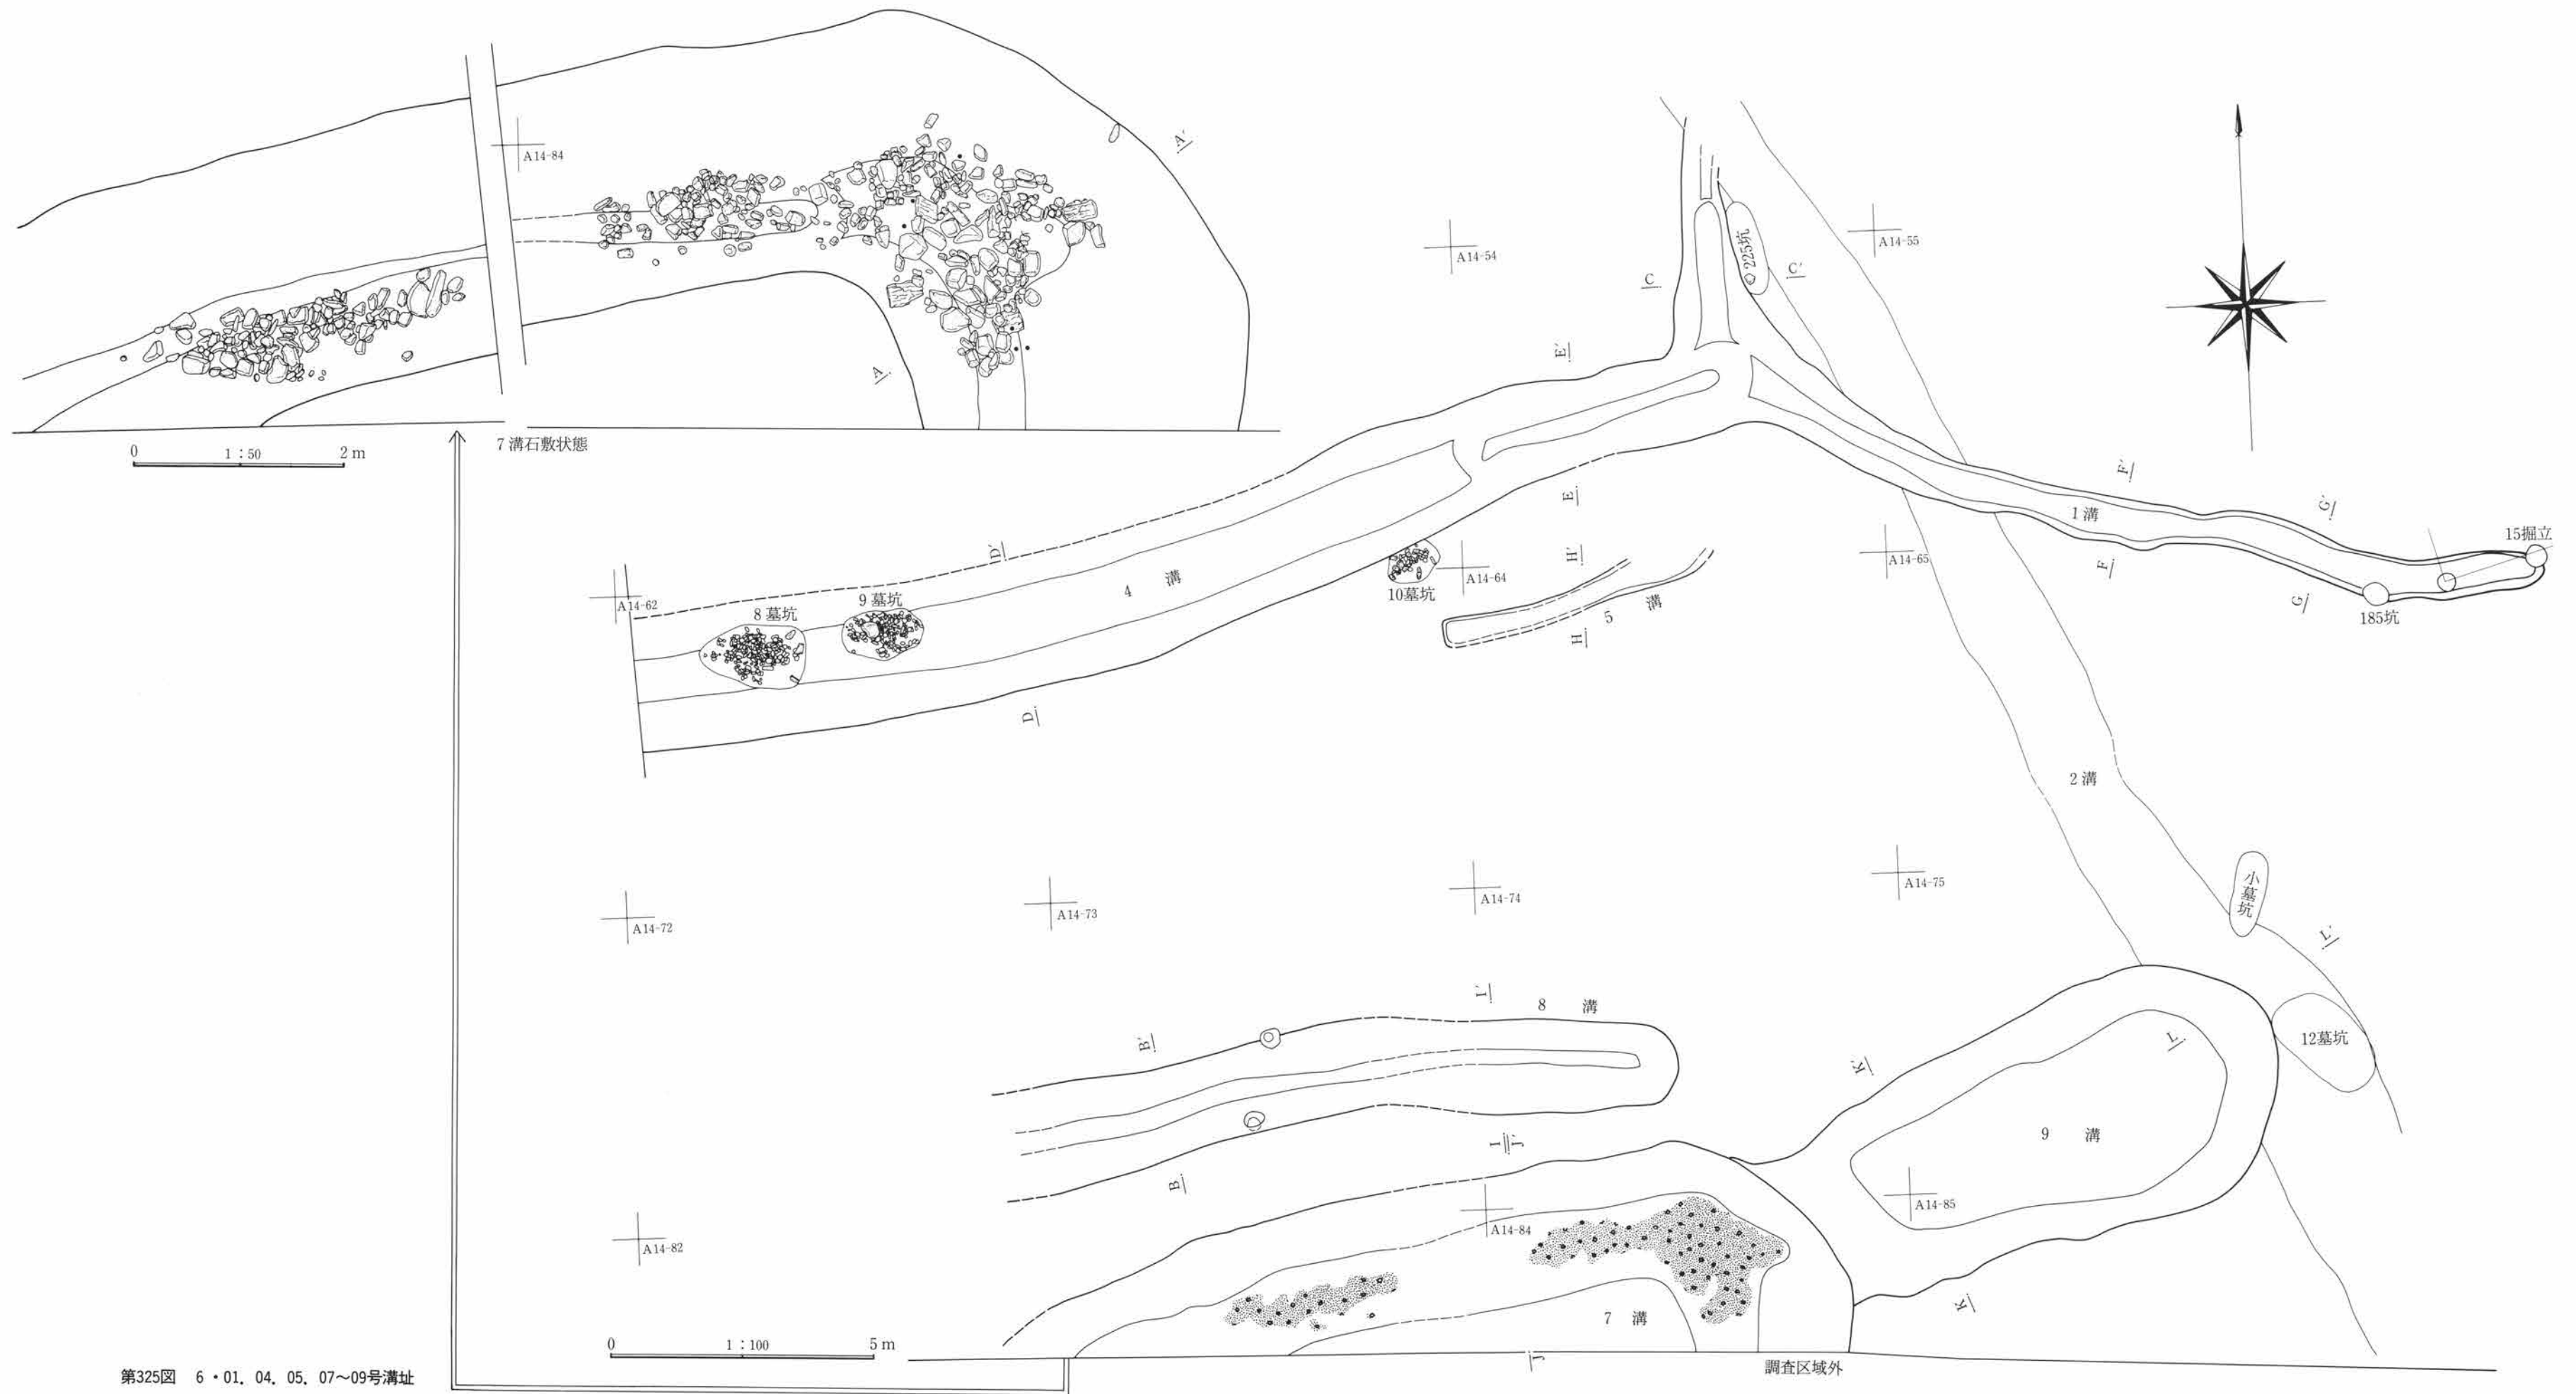 A'
A14-84
A
0 1：50 2 m
7 溝石敷状態
A14-54
A14-55
225坑
C
C'
E'
E
F'
F
G'
G
1 溝
15掘立
185坑
A14-65
D'
D
4 溝
A14-62
8 墓坑
9 墓坑
10墓坑
A14-64
H'
H
5 溝
2 溝
A14-72
A14-73
A14-74
A14-75
小墓坑
L'
L
12墓坑
I'
8 溝
B'
B
I
J'
K'
K
9 溝
A14-85
A14-82
A14-84
7 溝
J
0 1：100 5 m
調査区域外
第325図 6・01. 04. 05. 07〜09号溝址